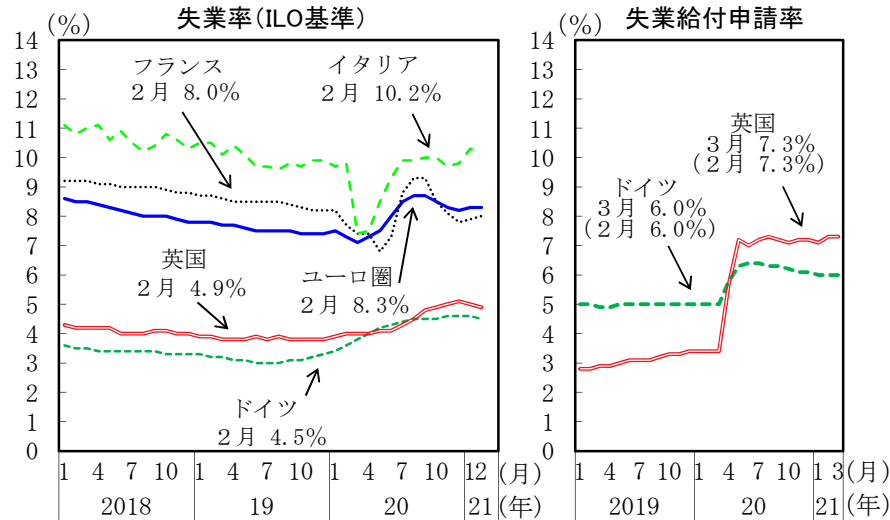 失業率（ILO基準）
(%)
14
13
12
11
10
9
8
7
6
5
4
3
2
1
0
フランス
2月 8.0%
イタリア
2月 10.2%
英国
2月 4.9%
ユーロ圏
2月 8.3%
ドイツ
2月 4.5%
1 4 7 10 1 4 7 10 1 4 7 10 12 (月)
2018 19 20 21 (年)
失業給付申請率
(%)
14
13
12
11
10
9
8
7
6
5
4
3
2
1
0
英国
3月 7.3%
(2月 7.3%)
ドイツ
3月 6.0%
(2月 6.0%)
1 4 7 10 1 4 7 10 1 3 (月)
2019 20 21 (年)